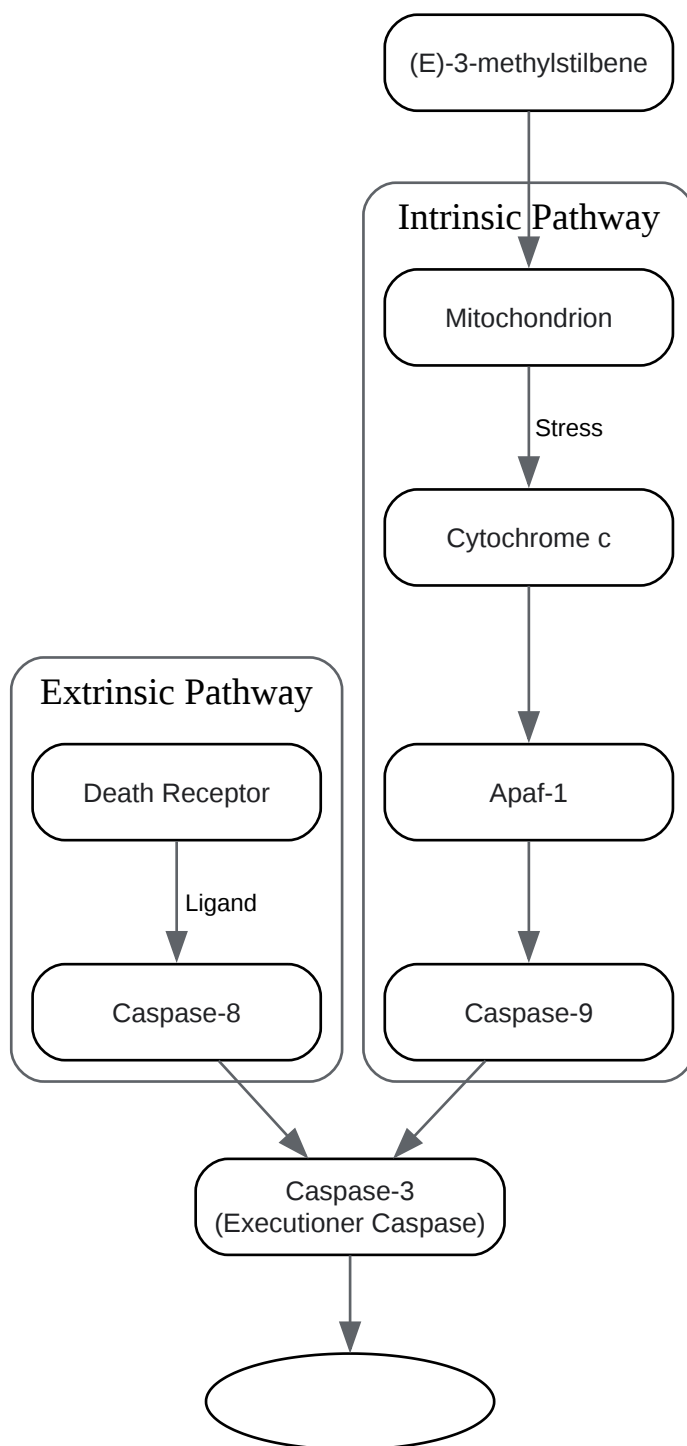 (E)-3-methylstilbene
Intrinsic Pathway
Mitochondrion
Stress
Cytochrome c
Extrinsic Pathway
Death Receptor
Apaf-1
Ligand
Caspase-8
Caspase-9
Caspase-3
(Executioner Caspase)